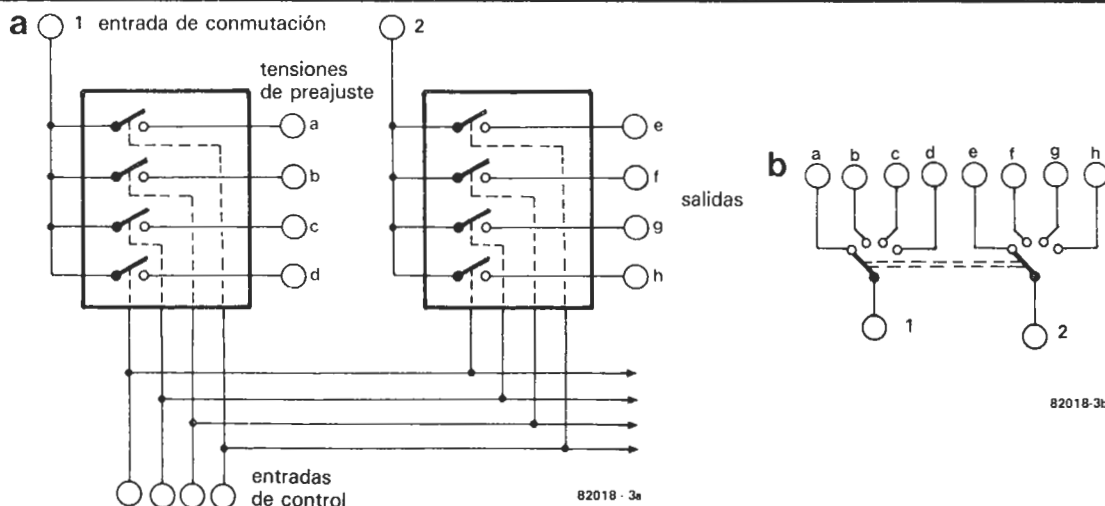 a 1 entrada de conmutación
2
tensiones
de preajuste
a
b
c
d
e
f
g
h
salidas
entradas
de control
82018 - 3a
b
a b c d e f g h
1 2
82018-3b